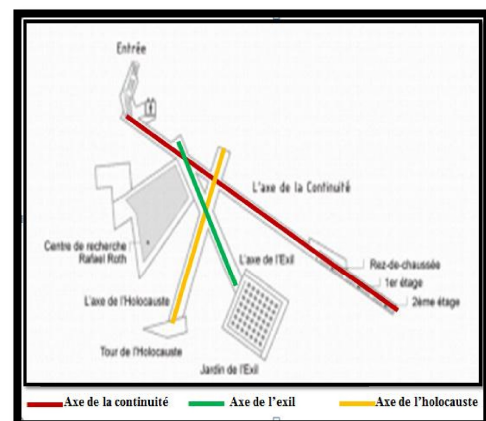 Entrée
L'axe de la Continuité
Centre de recherche
Rafael Roth
L'axe de l'Exil
Rez-de-chaussée
1er étage
2ème étage
L'axe de l'Holocauste
Tour de l'Holocauste
Jardin de l'Exil
Axe de la continuité
Axe de l'exil
Axe de l'holocauste